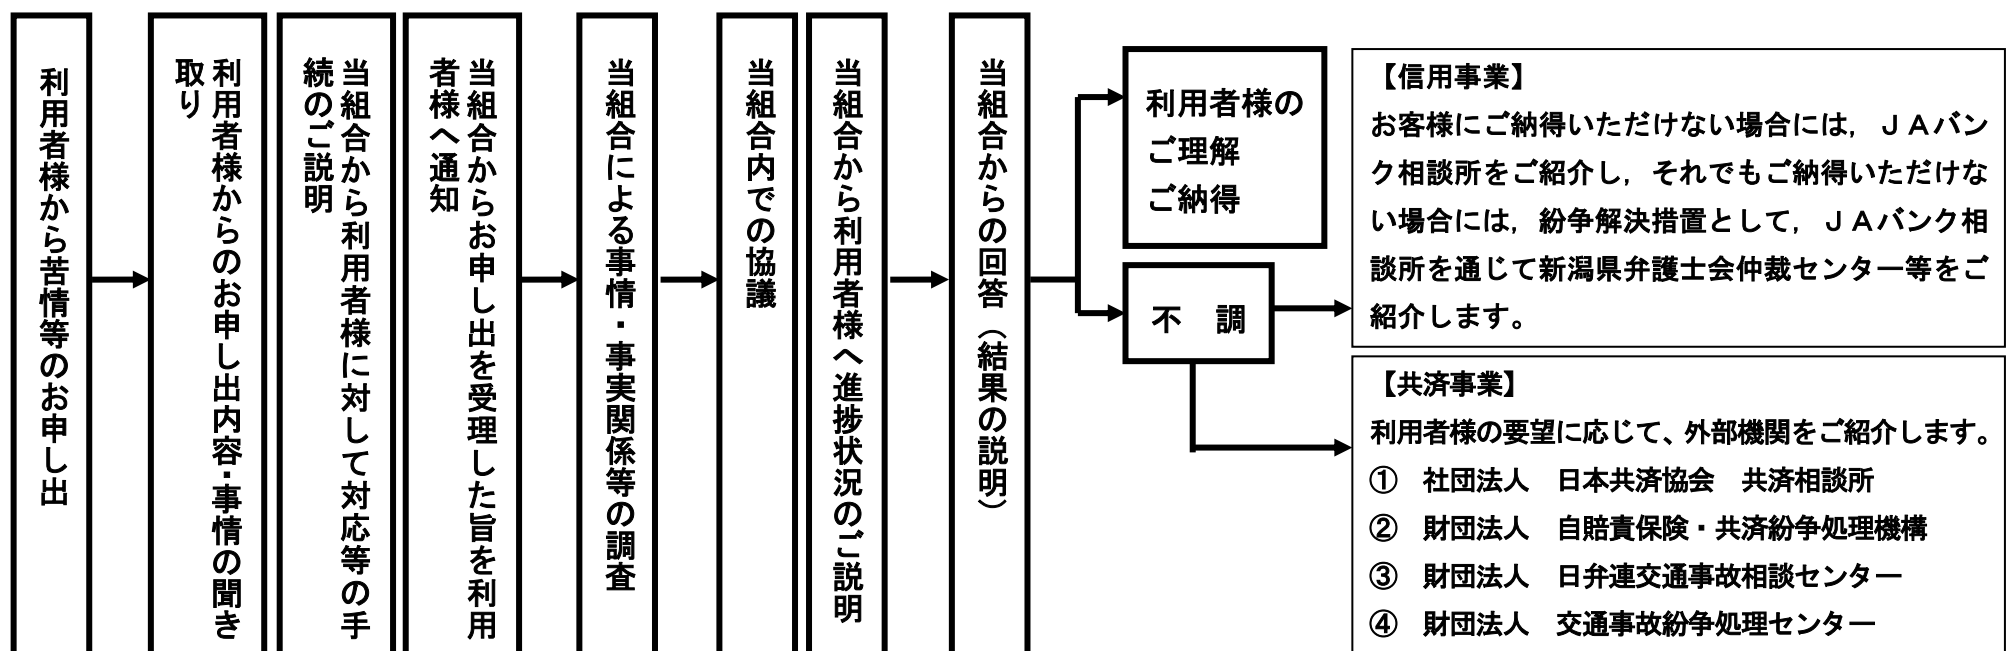 利用者様から苦情等のお申し出
利用者様からのお申し出内容・事情の聞き
取り
当組合から利用者様に対して対応等の手
続のご説明
当組合からお申し出を受理した旨を利用
者様へ通知
当組合による事情・事実関係等の調査
当組合内での協議
当組合から利用者様へ進捗状況のご説明
当組合からの回答（結果の説明）
利用者様の
ご理解
ご納得
不　調
【信用事業】
お客様にご納得いただけない場合には，ＪＡバン
ク相談所をご紹介し，それでもご納得いただけな
い場合には，紛争解決措置として，ＪＡバンク相
談所を通じて新潟県弁護士会仲裁センター等をご
紹介します。
【共済事業】
利用者様の要望に応じて、外部機関をご紹介します。
①　社団法人　日本共済協会　共済相談所
②　財団法人　自賠責保険・共済紛争処理機構
③　財団法人　日弁連交通事故相談センター
④　財団法人　交通事故紛争処理センター